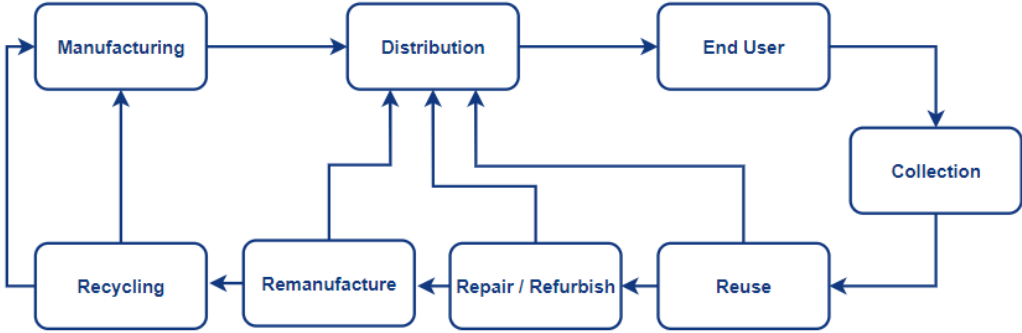 Manufacturing
Distribution
End User
Collection
Recycling
Remanufacture
Repair / Refurbish
Reuse